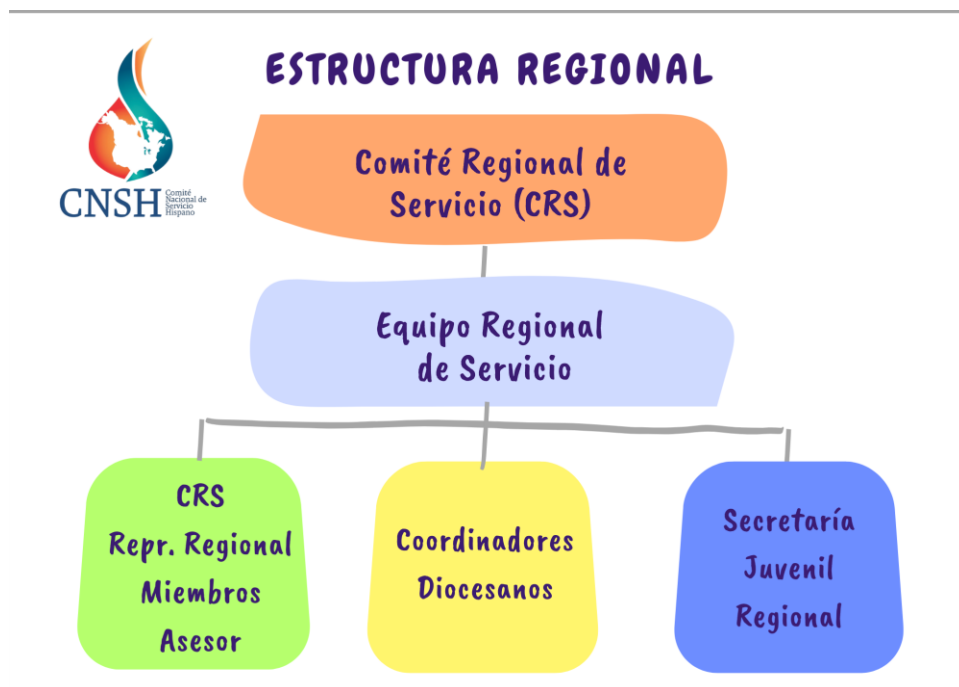 ESTRUCTURA REGIONAL
CNSH
Comité
Nacional de
Servicio
Hispano
Comité Regional de
Servicio (CRS)
Equipo Regional
de Servicio
CRS
Repr. Regional
Miembros
Asesor
Coordinadores
Diocesanos
Secretaría
Juvenil
Regional